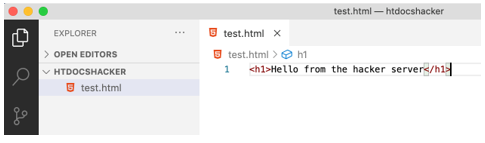 test.html — htdocshacker
EXPLORER ...
test.html ×
OPEN EDITORS
test.html > h1
HTDOCSHACKER
1 <h1>Hello from the hacker server</h1>
test.html